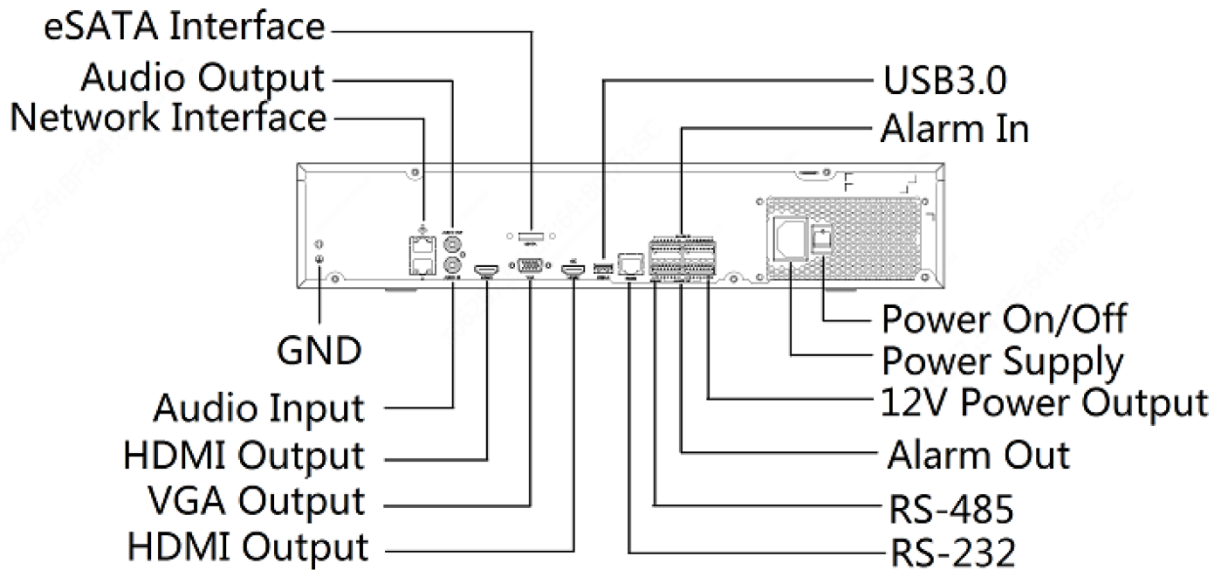 eSATA Interface
Audio Output
Network Interface
USB3.0
Alarm In
GND
Audio Input
HDMI Output
VGA Output
HDMI Output
Power On/Off
Power Supply
12V Power Output
Alarm Out
RS-485
RS-232